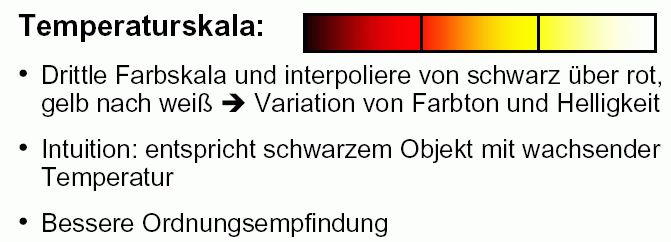 Temperaturskala:
• Drittle Farbskala und interpoliere von schwarz über rot,
gelb nach weiß ➔ Variation von Farbton und Helligkeit
• Intuition: entspricht schwarzem Objekt mit wachsender
Temperatur
• Bessere Ordnungsempfindung